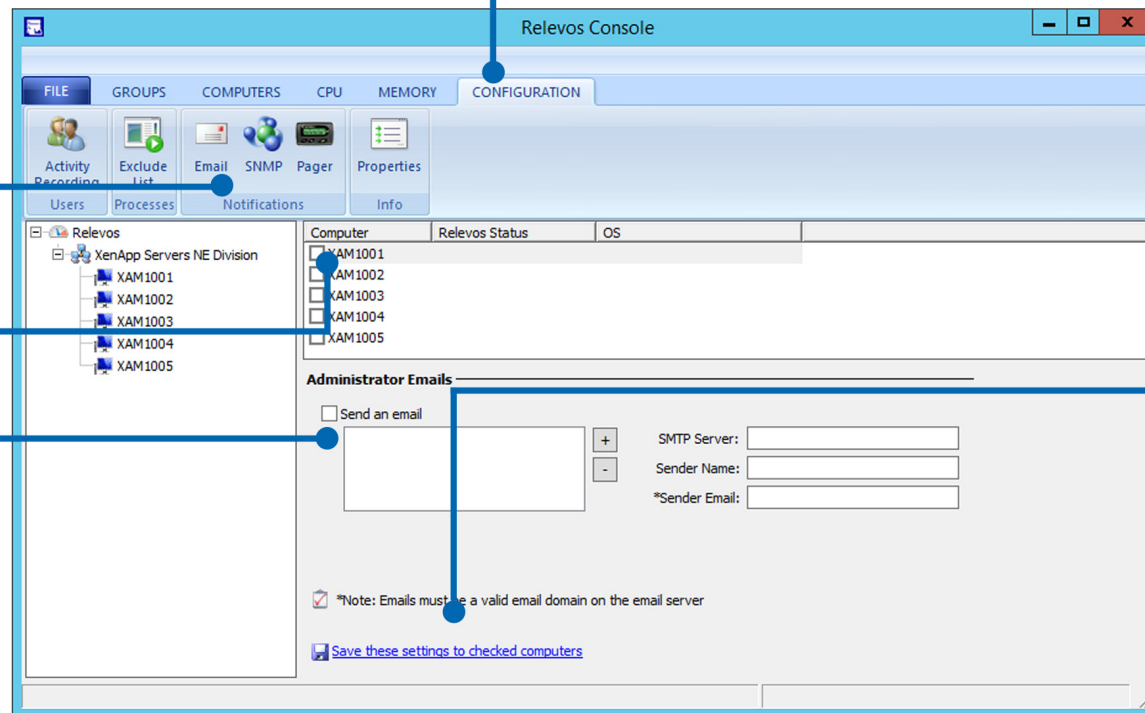 Relevos Console
FILE GROUPS COMPUTERS CPU MEMORY CONFIGURATION
Activity Recording Exclude List Email SNMP Pager Properties
Users Processes Notifications Info
Relevos
XenApp Servers NE Division
XAM1001
XAM1002
XAM1003
XAM1004
XAM1005
Computer Relevos Status OS
XAM1001
XAM1002
XAM1003
XAM1004
XAM1005
Administrator Emails
Send an email
+
-
SMTP Server:
Sender Name:
*Sender Email:
*Note: Emails must be a valid email domain on the email server
Save these settings to checked computers